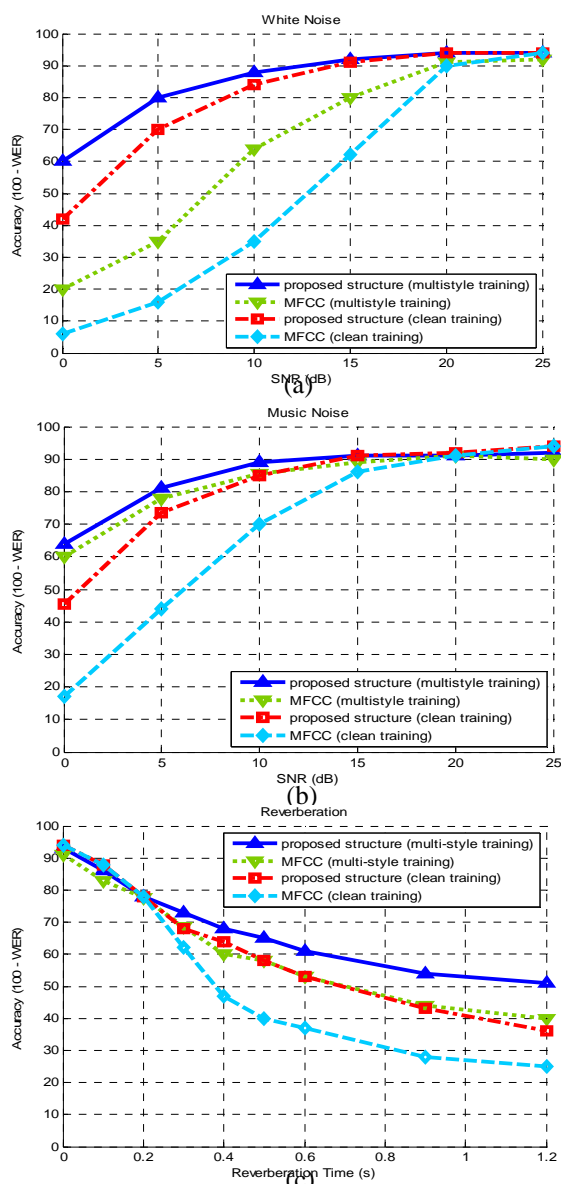 White Noise
100
90
80
70
60
50
40
30
20
10
0
Accuracy (100 - WER)
proposed structure (multistyle training)
MFCC (multistyle training)
proposed structure (clean training)
MFCC (clean training)
0 5 10 15 20 25
SNR (dB)
(a)
Music Noise
100
90
80
70
60
50
40
30
20
10
0
Accuracy (100 - WER)
proposed structure (multistyle training)
MFCC (multistyle training)
proposed structure (clean training)
MFCC (clean training)
0 5 10 15 20 25
SNR (dB)
(b)
Reverberation
100
90
80
70
60
50
40
30
20
10
0
Accuracy (100 - WER)
proposed structure (multi-style training)
MFCC (multi-style training)
proposed structure (clean training)
MFCC (clean training)
0 0.2 0.4 0.6 0.8 1 1.2
Reverberation Time (s)
(c)